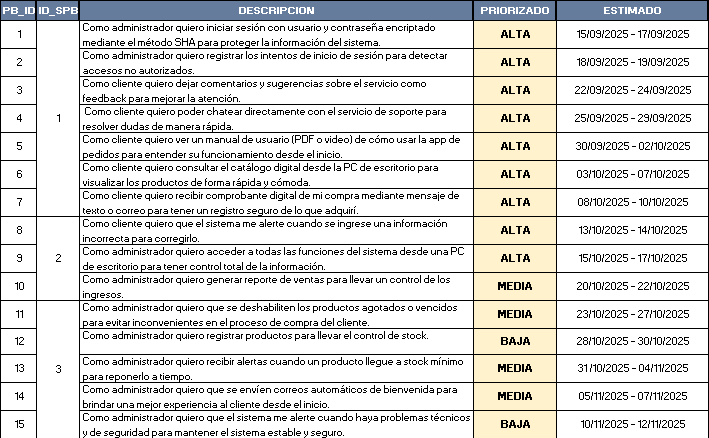 PB_ID ID_SPB DESCRIPCION PRIORIZADO ESTIMADO
1 Como administrador quiero iniciar sesión con usuario y contraseña encriptado ALTA 15/09/2025 - 17/09/2025
mediante el método SHA para proteger la información del sistema.
2 Como administrador quiero registrar los intentos de inicio de sesión para detectar ALTA 18/09/2025 - 19/09/2025
accesos no autorizados.
3 Como cliente quiero dejar comentarios y sugerencias sobre el servicio como ALTA 22/09/2025 - 24/09/2025
feedback para mejorar la atención.
4 1 Como cliente quiero poder chatear directamente con el servicio de soporte para ALTA 25/09/2025 - 29/09/2025
resolver dudas de manera rápida.
5 Como cliente quiero ver un manual de usuario (PDF o video) de cómo usar la app de ALTA 30/09/2025 - 02/10/2025
pedidos para entender su funcionamiento desde el inicio.
6 Como cliente quiero consultar el catálogo digital desde la PC de escritorio para ALTA 03/10/2025 - 07/10/2025
visualizar los productos de forma rápida y cómoda.
7 Como cliente quiero recibir comprobante digital de mi compra mediante mensaje de ALTA 08/10/2025 - 10/10/2025
texto o correo para tener un registro seguro de lo que adquirí.
8 Como cliente quiero que el sistema me alerte cuando se ingrese una información ALTA 13/10/2025 - 14/10/2025
incorrecta para corregirlo.
9 2 Como administrador quiero acceder a todas las funciones del sistema desde una PC ALTA 15/10/2025 - 17/10/2025
de escritorio para tener control total de la información.
10 Como administrador quiero generar reporte de ventas para llevar un control de los MEDIA 20/10/2025 - 22/10/2025
ingresos.
11 Como administrador quiero que se deshabiliten los productos agotados o vencidos MEDIA 23/10/2025 - 27/10/2025
para evitar inconvenientes en el proceso de compra del cliente.
12 Como administrador quiero registrar productos para llevar el control de stock. BAJA 28/10/2025 - 30/10/2025
13 3 Como administrador quiero recibir alertas cuando un producto llegue a stock mínimo MEDIA 31/10/2025 - 04/11/2025
para reponerlo a tiempo.
14 Como administrador quiero que se envíen correos automáticos de bienvenida para MEDIA 05/11/2025 - 07/11/2025
brindar una mejor experiencia al cliente desde el inicio.
15 Como administrador quiero que el sistema me alerte cuando haya problemas técnicos BAJA 10/11/2025 - 12/11/2025
y de seguridad para mantener el sistema estable y seguro.